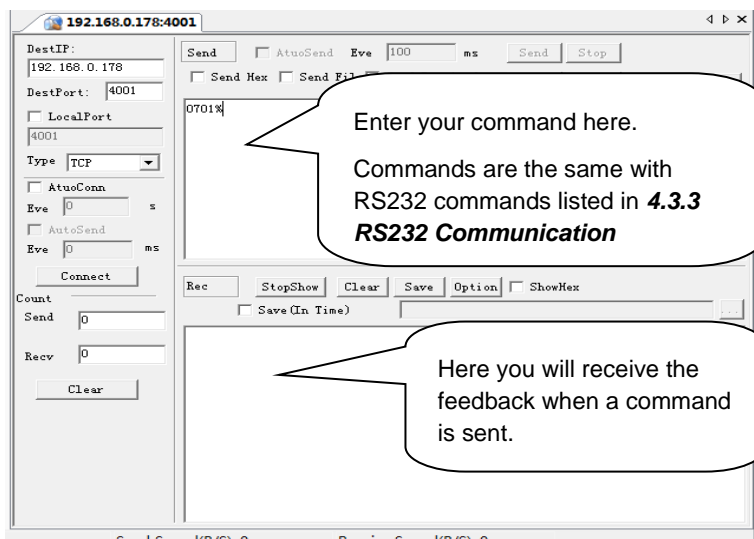 192.168.0.178:4001
DestIP:
192.168.0.178
DestPort: 4001
LocalPort
4001
Type TCP
AtuoConn
Eve 0 s
AutoSend
Eve 0 ms
Connect
Count
Send 0
Recv 0
Clear
Send AtuoSend Eve 100 ms Send Stop
Send Hex Send Fil
0701%
Enter your command here.
Commands are the same with
RS232 commands listed in 4.3.3
RS232 Communication
Rec StopShow Clear Save Option ShowHex
Save(In Time) ...
Here you will receive the
feedback when a command
is sent.